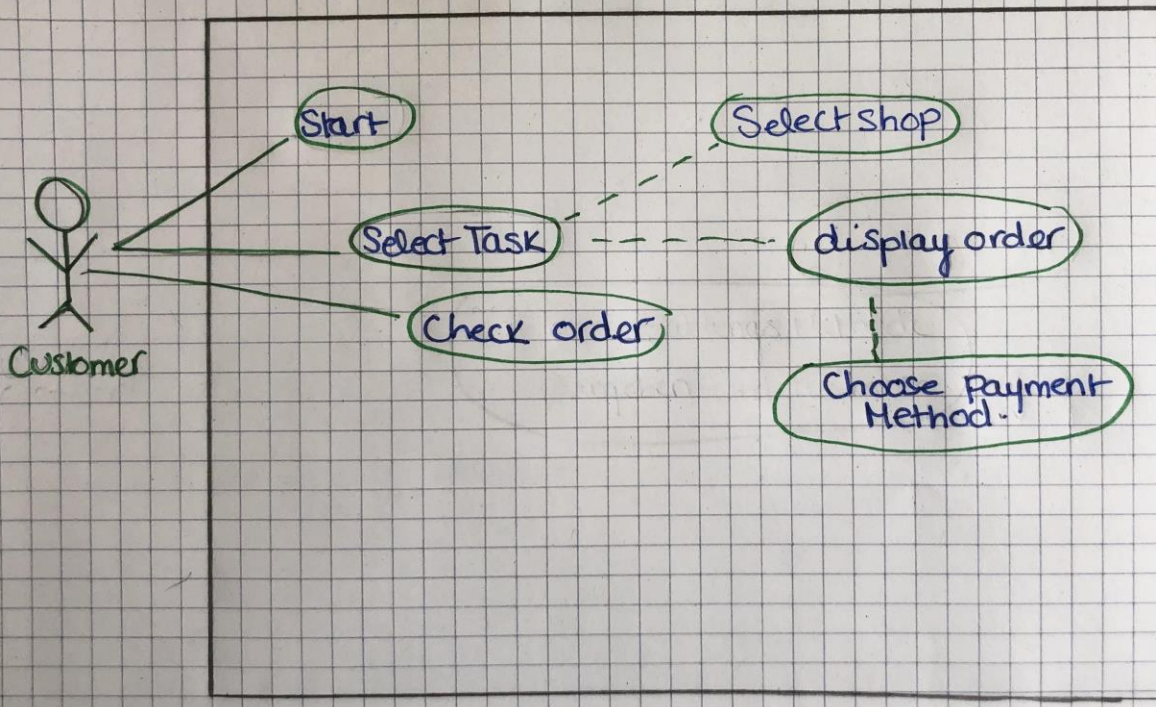 Start
Select shop
Select Task
display order
Check order
Customer
Choose payment
Method.